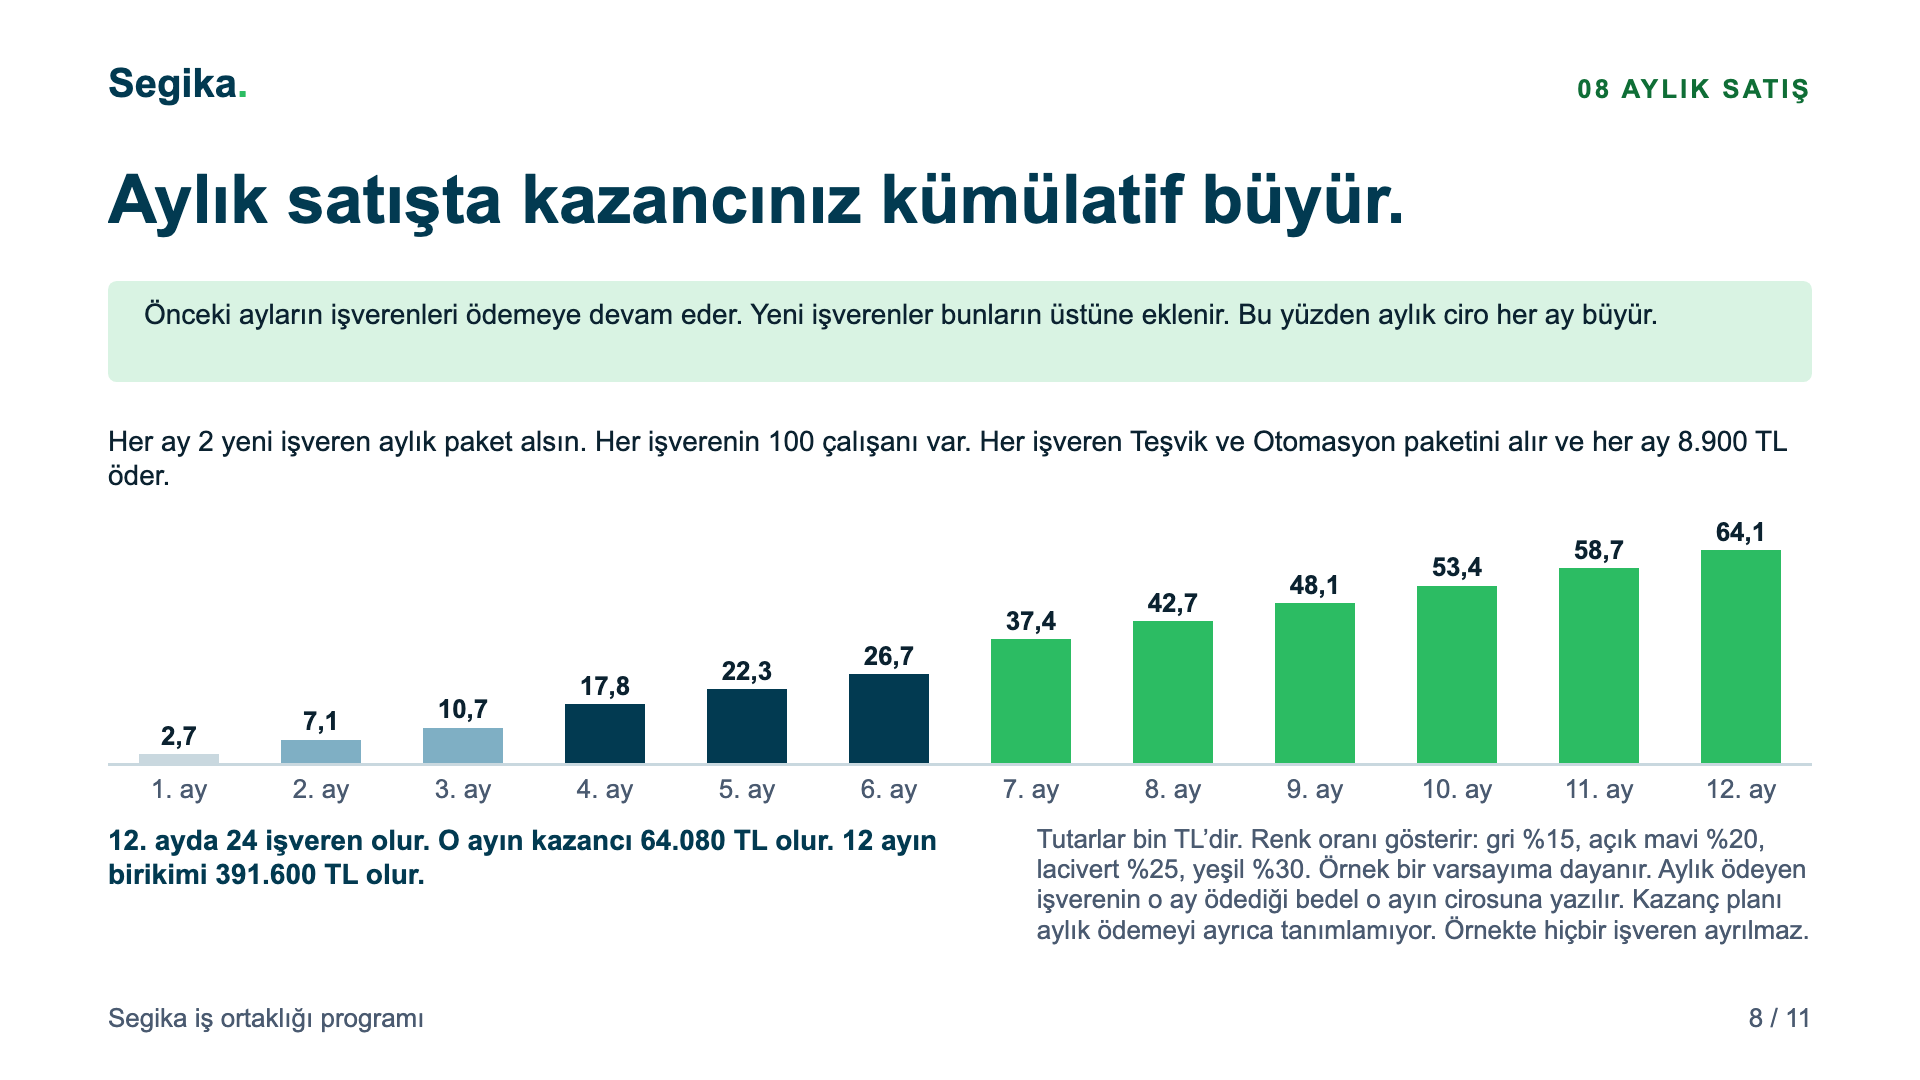 Segika.
08 AYLIK SATIŞ
Aylık satışta kazancınız kümülatif büyür.
Önceki ayların işverenleri ödemeye devam eder. Yeni işverenler bunların üstüne eklenir. Bu yüzden aylık ciro her ay büyür.
Her ay 2 yeni işveren aylık paket alsın. Her işverenin 100 çalışanı var. Her işveren Teşvik ve Otomasyon paketini alır ve her ay 8.900 TL
öder.
2,7
7,1
10,7
17,8
22,3
26,7
37,4
42,7
48,1
53,4
58,7
64,1
1. ay
2. ay
3. ay
4. ay
5. ay
6. ay
7. ay
8. ay
9. ay
10. ay
11. ay
12. ay
12. ayda 24 işveren olur. O ayın kazancı 64.080 TL olur. 12 ayın
birikimi 391.600 TL olur.
Tutarlar bin TL’dir. Renk oranı gösterir: gri %15, açık mavi %20,
lacivert %25, yeşil %30. Örnek bir varsayıma dayanır. Aylık ödeyen
işverenin o ay ödediği bedel o ayın cirosuna yazılır. Kazanç planı
aylık ödemeyi ayrıca tanımlamıyor. Örnekte hiçbir işveren ayrılmaz.
Segika iş ortaklığı programı
8 / 11